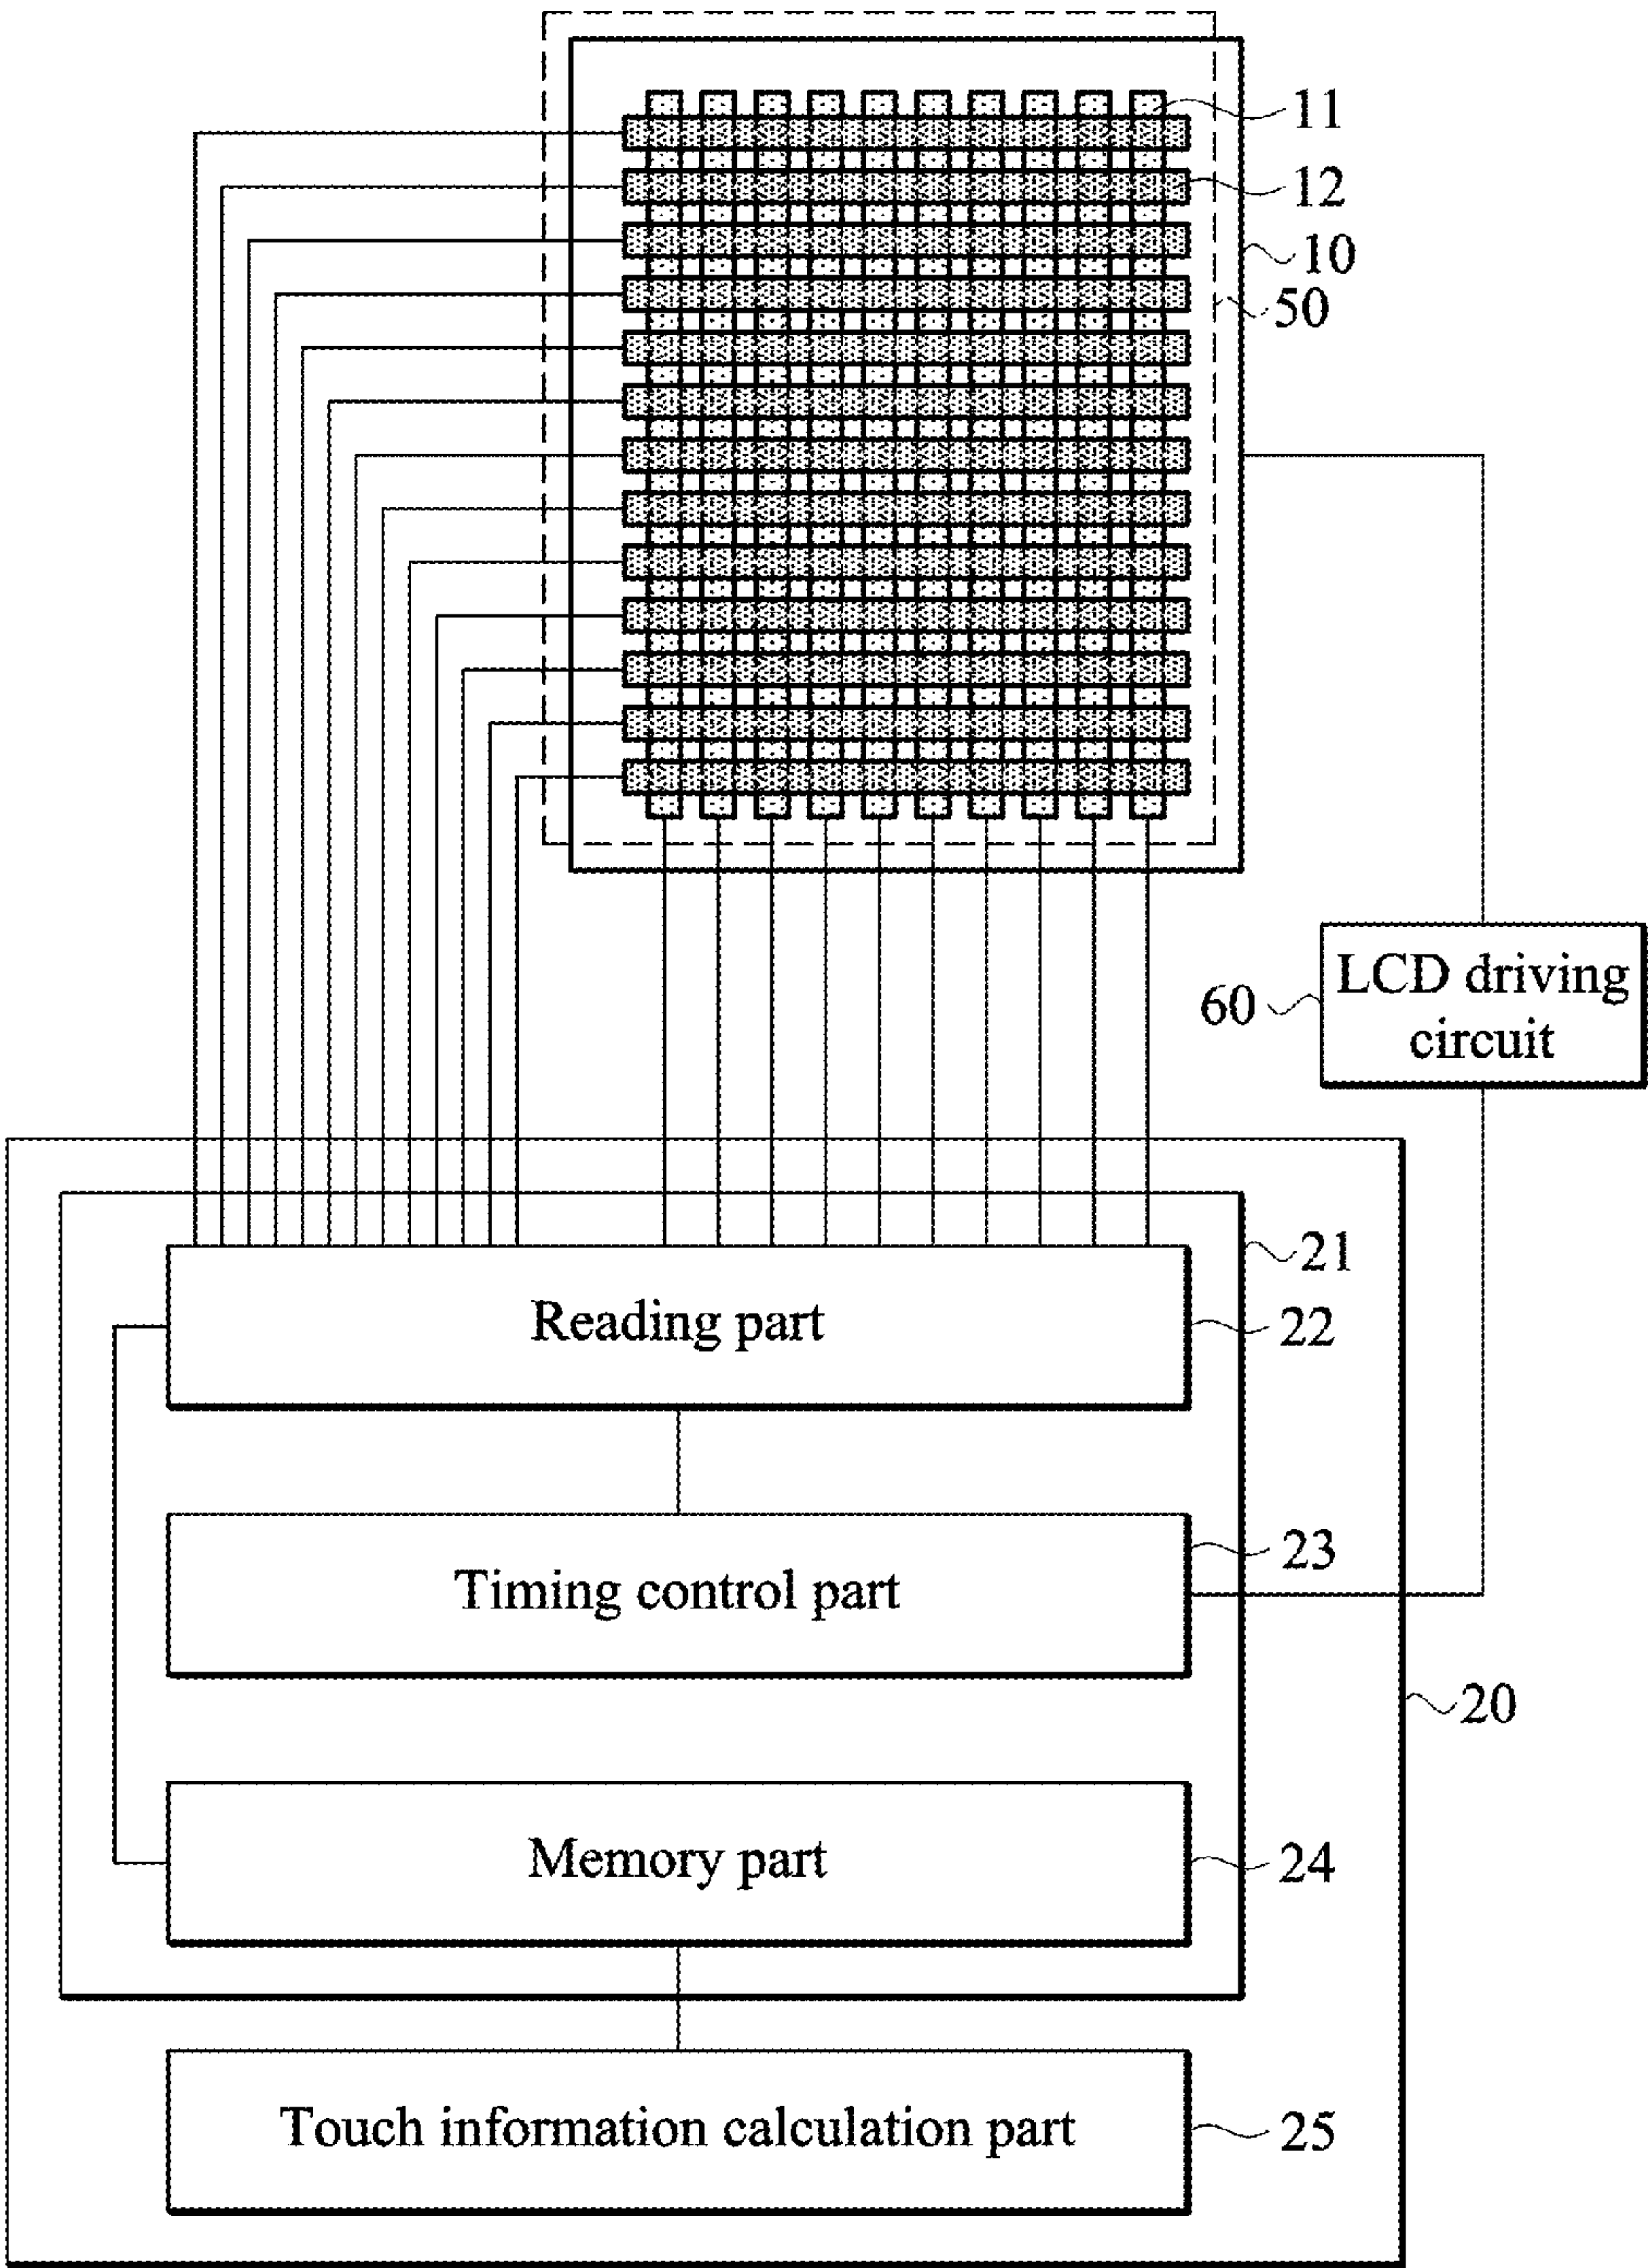 11
12
10
50
LCD driving
circuit
60
21
Reading part
22
Timing control part
23
20
Memory part
24
Touch information calculation part
25